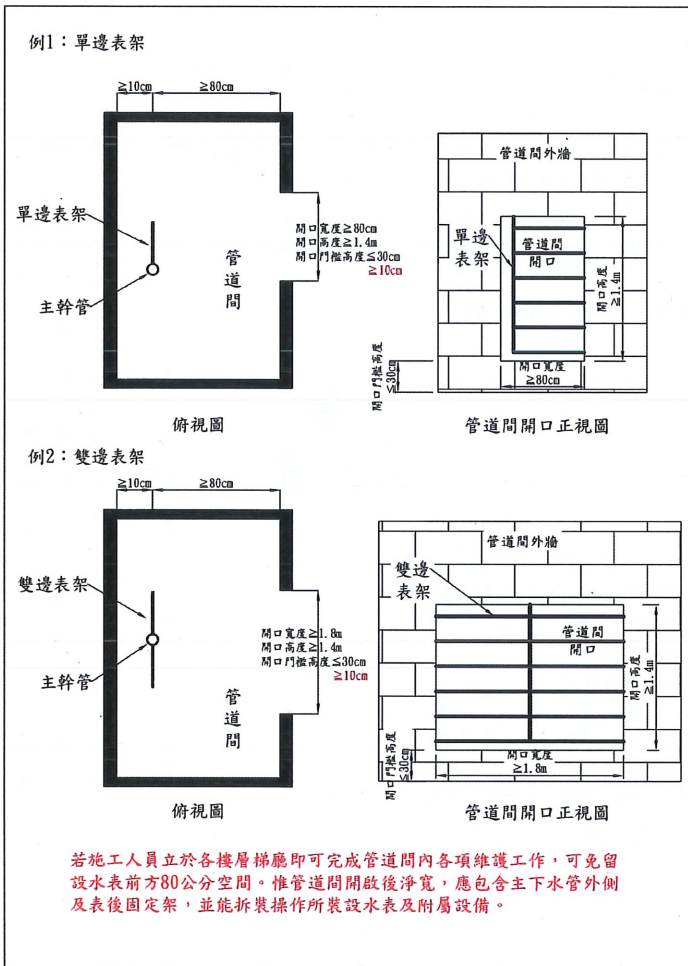 例1：單邊表架
≥10cm
≥80cm
單邊表架
主幹管
管道間
開口寬度≥80cm
開口高度≥1.4m
開口門檻高度≤30cm
≥10cm
俯視圖
管道間外牆
單邊
表架
管道間
開口
開口高度
≥1.4m
開口寬度
≥80cm
開口門檻高度
≤30cm
管道間開口正視圖
例2：雙邊表架
≥10cm
≥80cm
雙邊表架
主幹管
管道間
開口寬度≥1.8m
開口高度≥1.4m
開口門檻高度≤30cm
≥10cm
俯視圖
管道間外牆
雙邊
表架
管道間
開口
開口高度
≥1.4m
開口寬度
≥1.8m
開口門檻高度
≤30cm
管道間開口正視圖
若施工人員立於各樓層梯廳即可完成管道間內各項維護工作，可免留
設水表前方80公分空間。惟管道間開啟後淨寬，應包含主下水管外側
及表後固定架，並能拆裝操作所裝設水表及附屬設備。